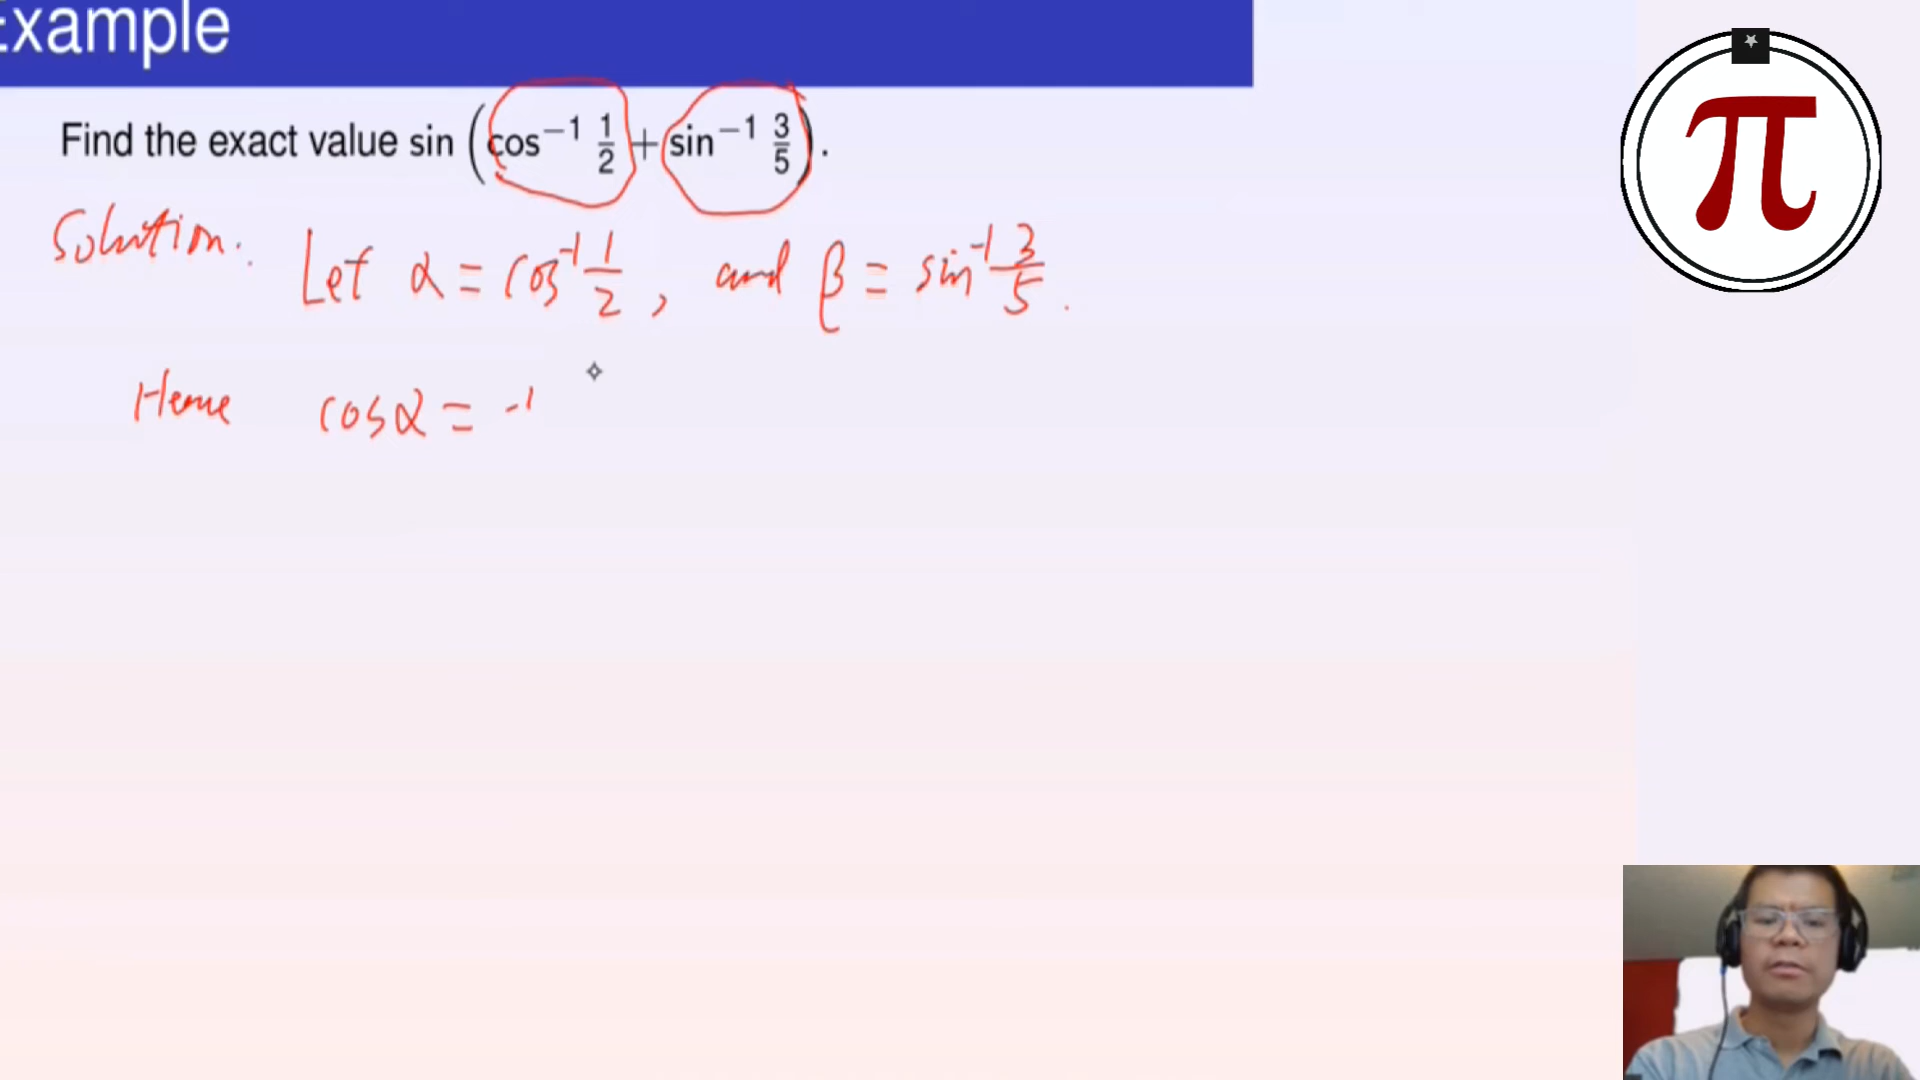 Example
Find the exact value sin (cos⁻¹ 1/2 + sin⁻¹ 3/5).
Solution: Let α = cos⁻¹ 1/2, and β = sin⁻¹ 3/5.
Hence cosα = -1
π